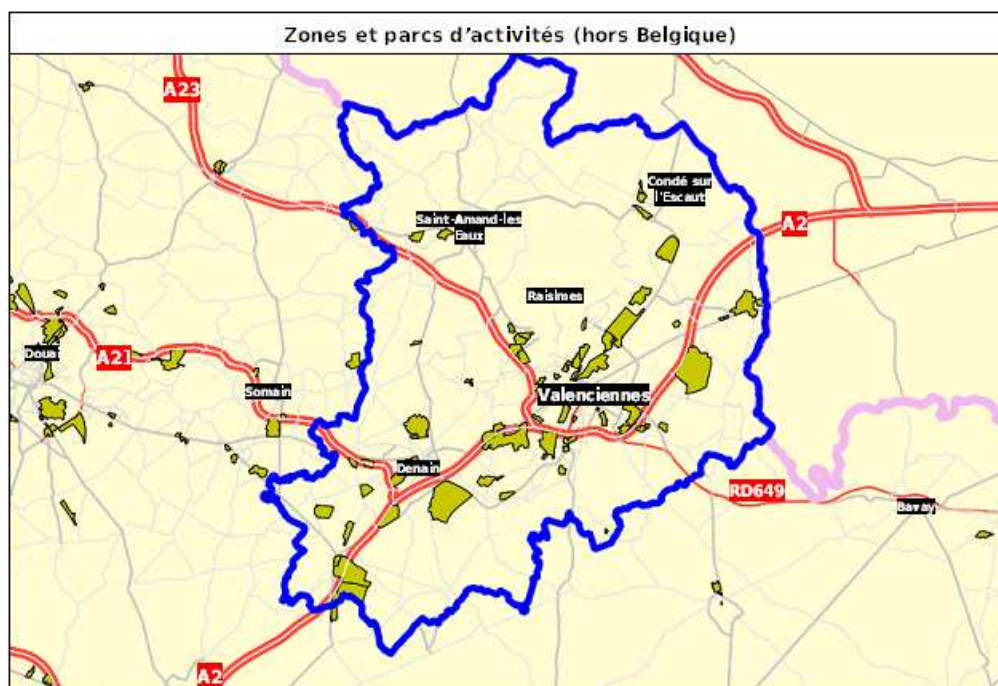 Zones et parcs d’activités (hors Belgique)
A23
Condé sur
l'Escaut
Saint-Amand-les
Eaux
A2
Raismes
Douai
A21
Somain
Valenciennes
Denain
RD649
Bavay
A2